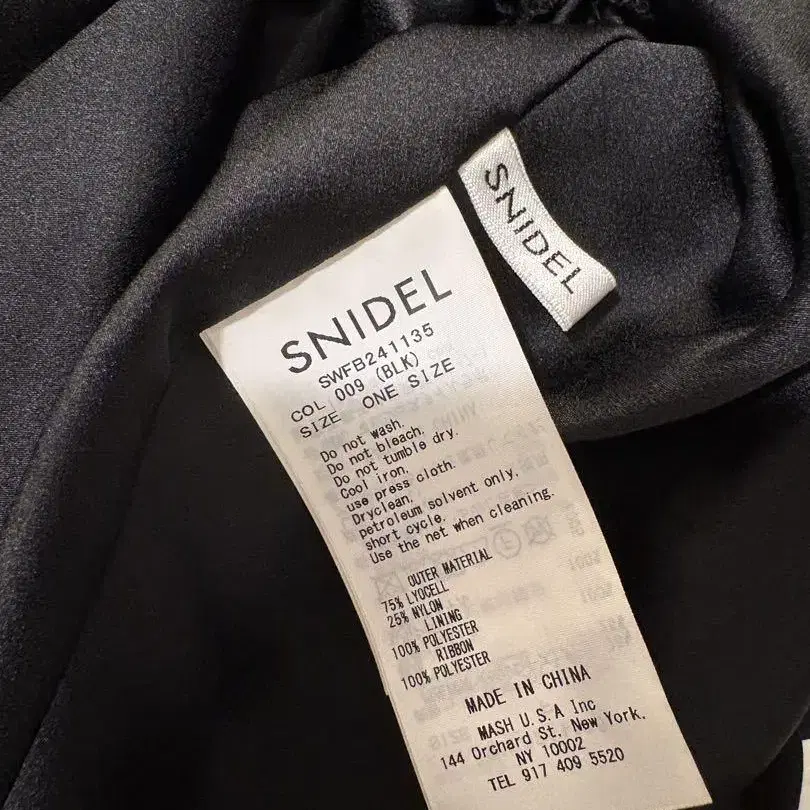 SNIDEL
SNIDEL
SWFB241135
COL 009 (BLK)
SIZE ONE SIZE
Do not wash.
Do not bleach.
Do not tumble dry.
Cool iron.
use press cloth.
Dryclean,
petroleum solvent only,
short cycle.
Use the net when cleaning.
OUTER MATERIAL
75% LYOCELL
25% NYLON
LINING
100% POLYESTER
RIBBON
100% POLYESTER
MADE IN CHINA
MASH U.S.A Inc
144 Orchard St. New York.
NY 10002
TEL 917 409 5520